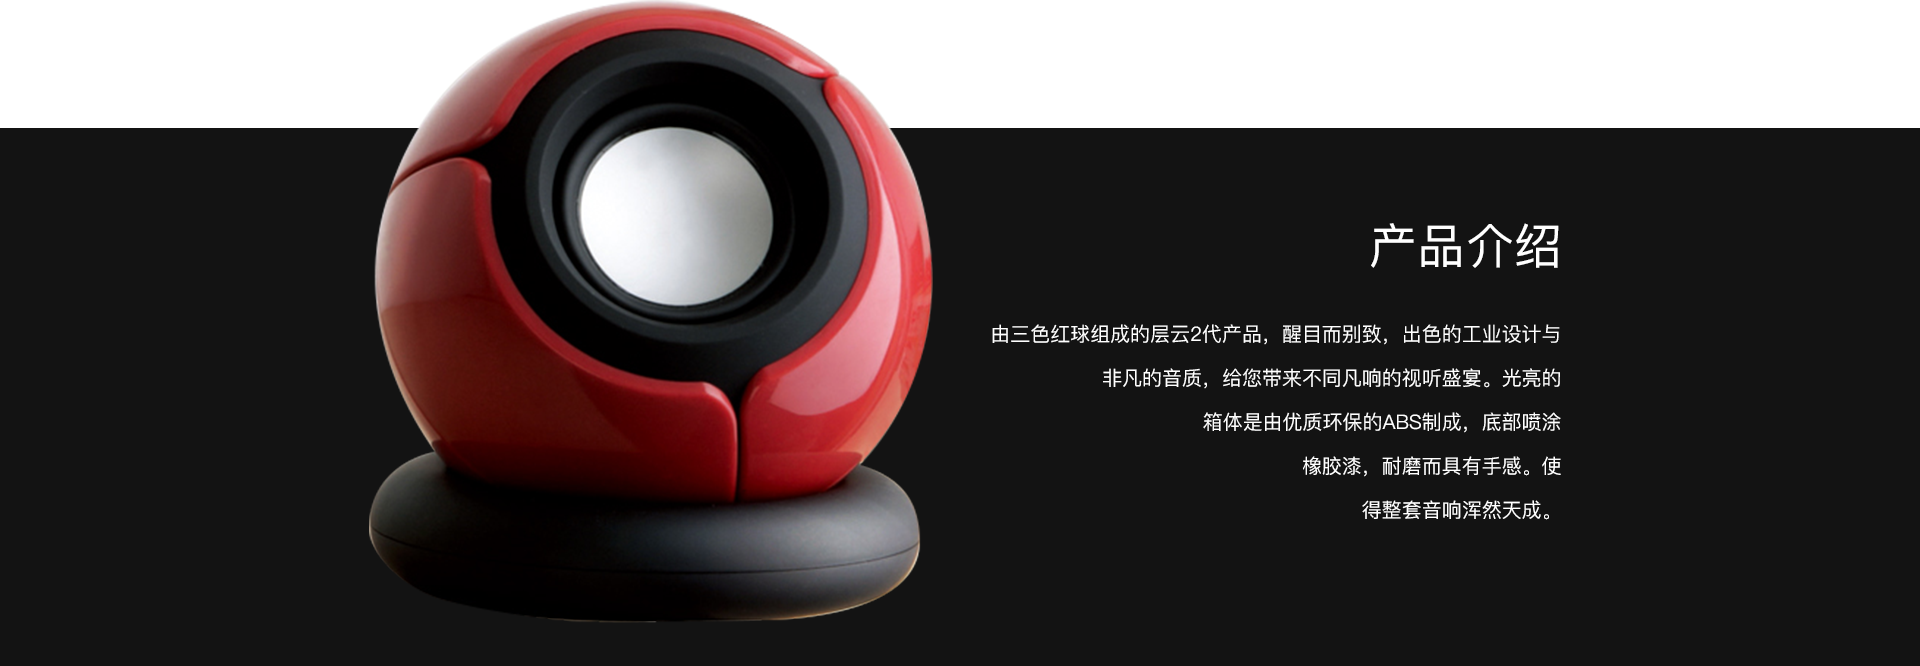 产品介绍
由三色红球组成的层云2代产品，醒目而别致，出色的工业设计与
非凡的音质，给您带来不同凡响的视听盛宴。光亮的
箱体是由优质环保的ABS制成，底部喷涂
橡胶漆，耐磨而具有手感。使
得整套音响浑然天成。